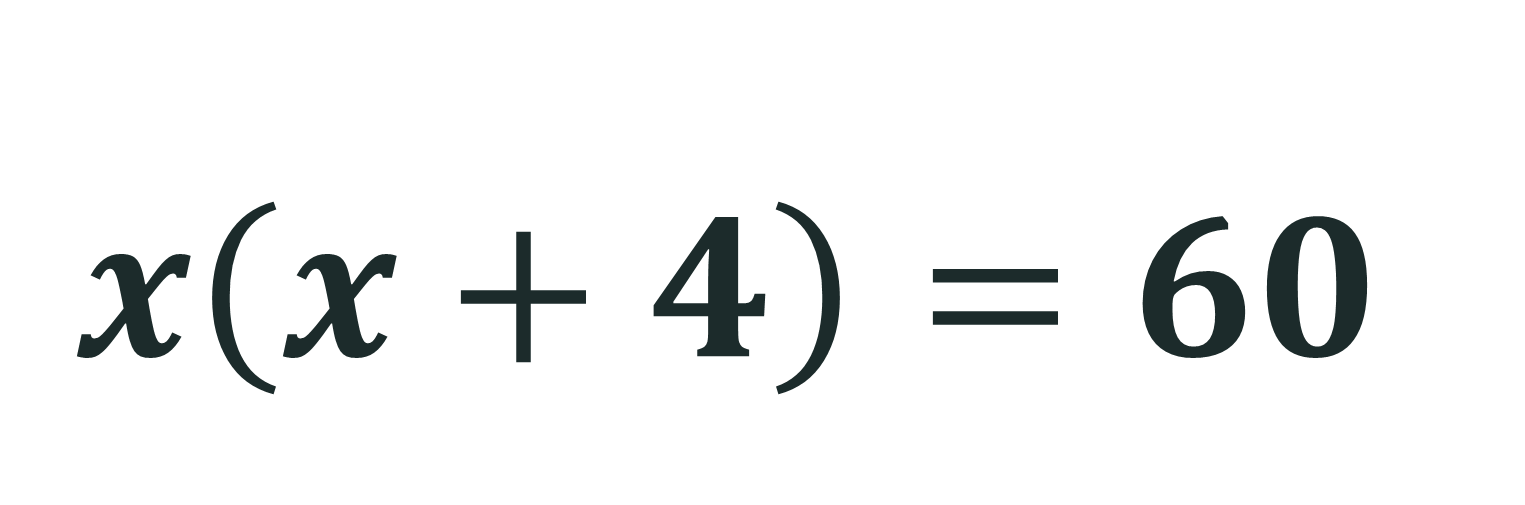 x(x + 4) = 60